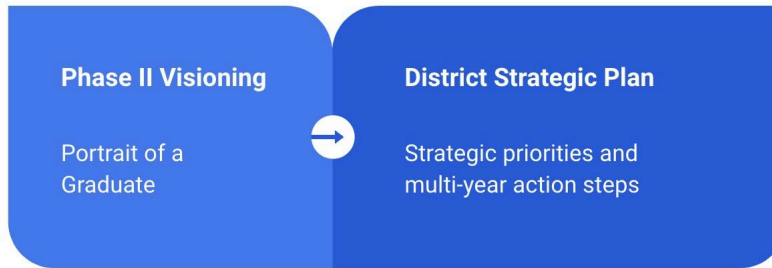 Phase II Visioning
Portrait of a
Graduate
District Strategic Plan
Strategic priorities and
multi-year action steps